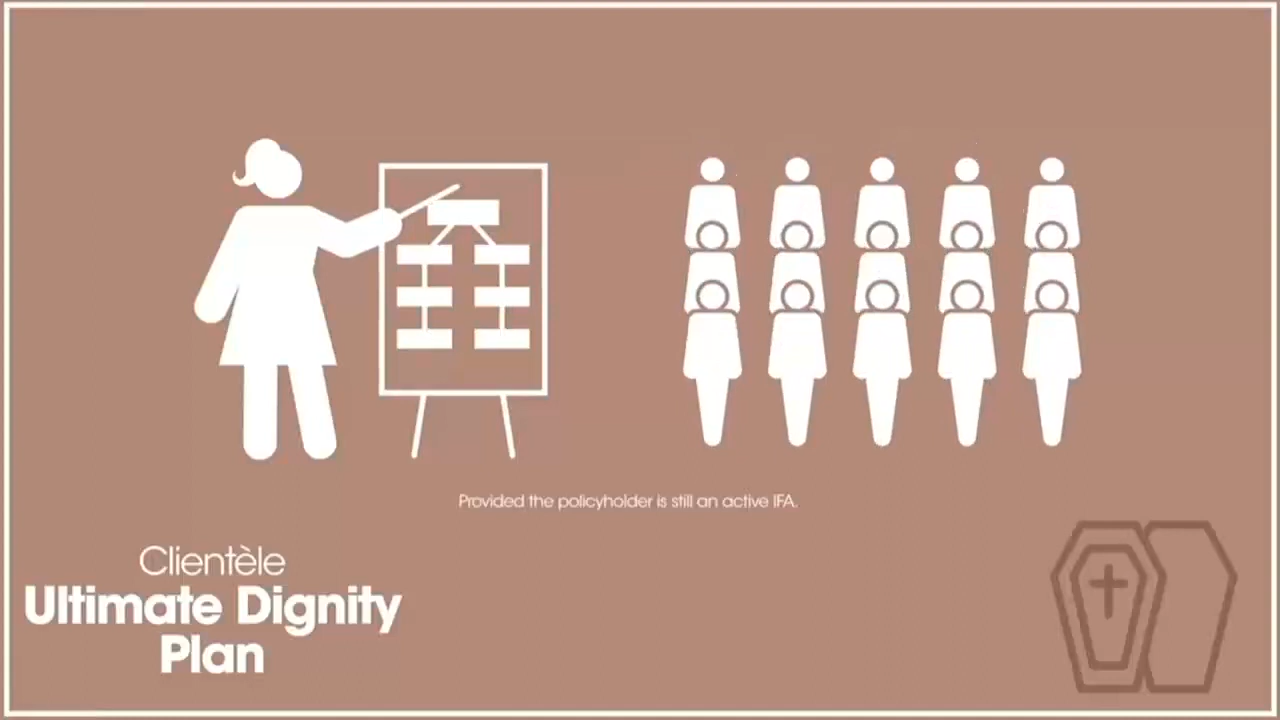 Provided the policyholder is still an active IFA.
Clientèle
Ultimate Dignity
Plan